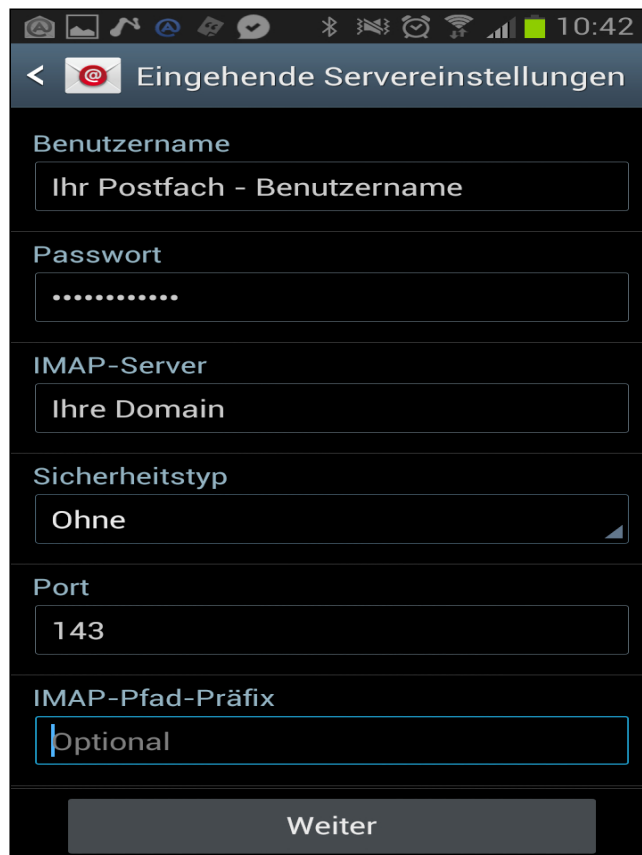 10:42
< Eingehende Servereinstellungen
Benutzername
Ihr Postfach - Benutzername
Passwort
••••••••••••
IMAP-Server
Ihre Domain
Sicherheitstyp
Ohne
Port
143
IMAP-Pfad-Präfix
Optional
Weiter